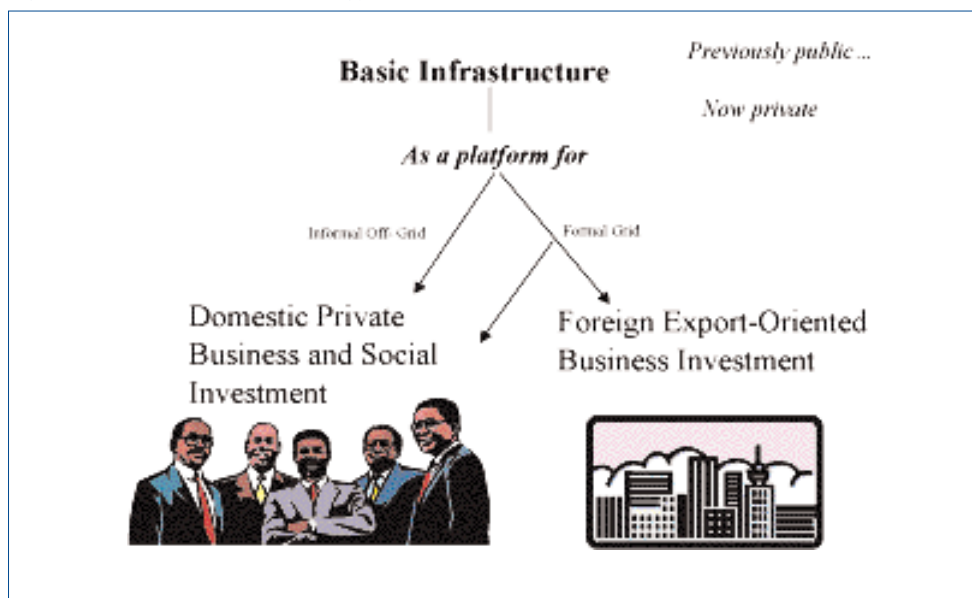 Previously public ...
Basic Infrastructure
Now private
As a platform for
Informal Off-Grid
Formal Grid
Domestic Private
Business and Social
Investment
Foreign Export-Oriented
Business Investment